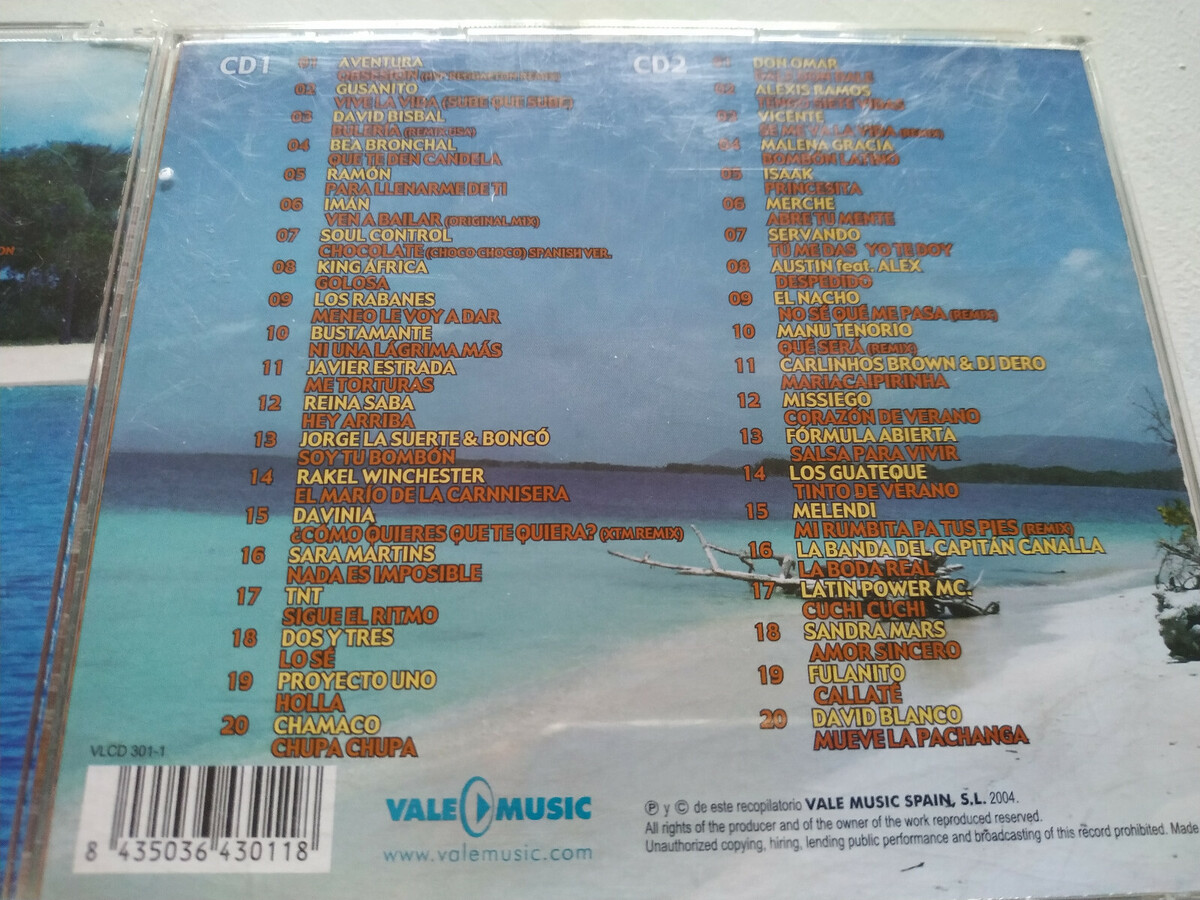 ON
CD1
01 AVENTURA
OBSESIÓN (HYP REGGAETON REMIX)
02 GUSANITO
VIVE LA VIDA (SUBE QUE SUBE)
03 DAVID BISBAL
BULERÍA (REMIX USA)
04 BEA BRONCHAL
QUE TE DEN CANDELA
05 RAMÓN
PARA LLENARME DE TI
06 IMÁN
VEN A BAILAR (ORIGINAL MIX)
07 SOUL CONTROL
CHOCOLATE (CHOCO CHOCO) SPANISH VER.
08 KING ÁFRICA
GOLOSA
09 LOS RABANES
MENEO LE VOY A DAR
10 BUSTAMANTE
NI UNA LÁGRIMA MÁS
11 JAVIER ESTRADA
ME TORTURAS
12 REINA SABA
HEY ARRIBA
13 JORGE LA SUERTE & BONCÓ
SOY TU BOMBÓN
14 RAKEL WINCHESTER
EL MARÍO DE LA CARNNISERA
15 DAVINIA
¿CÓMO QUIERES QUE TE QUIERA? (XTM REMIX)
16 SARA MARTINS
NADA ES IMPOSIBLE
17 TNT
SIGUE EL RITMO
18 DOS Y TRES
LO SÉ
19 PROYECTO UNO
HOLLA
20 CHAMACO
CHUPA CHUPA
CD2
01 DON OMAR
DALE DON DALE
02 ALEXIS RAMOS
TENGO SIETE VIDAS
03 VICENTE
SE ME VA LA VIDA (REMIX)
04 MALENA GRACIA
BOMBÓN LATINO
05 ISAAK
PRINCESITA
06 MERCHE
ABRE TU MENTE
07 SERVANDO
TÚ ME DAS YO TE DOY
08 AUSTIN feat. ALEX
DESPEDIDO
09 EL NACHO
NO SÉ QUÉ ME PASA (REMIX)
10 MANU TENORIO
QUÉ SERÁ (REMIX)
11 CARLINHOS BROWN & DJ DERO
MARIACAIPIRINHA
12 MISSIEGO
CORAZÓN DE VERANO
13 FÓRMULA ABIERTA
SALSA PARA VIVIR
14 LOS GUATEQUE
TINTO DE VERANO
15 MELENDI
MI RUMBITA PA TUS PIES (REMIX)
16 LA BANDA DEL CAPITÁN CANALLA
LA BODA REAL
17 LATIN POWER MC.
CUCHI CUCHI
18 SANDRA MARS
AMOR SINCERO
19 FULANITO
CALLATÉ
20 DAVID BLANCO
MUEVE LA PACHANGA
VLCD 301-1
8 435036 430118
VALE MUSIC
www.valemusic.com
Ⓟ y © de este recopilatorio VALE MUSIC SPAIN, S.L. 2004.
All rights of the producer and of the owner of the work reproduced reserved.
Unauthorized copying, hiring, lending public performance and broadcasting of this record prohibited. Made